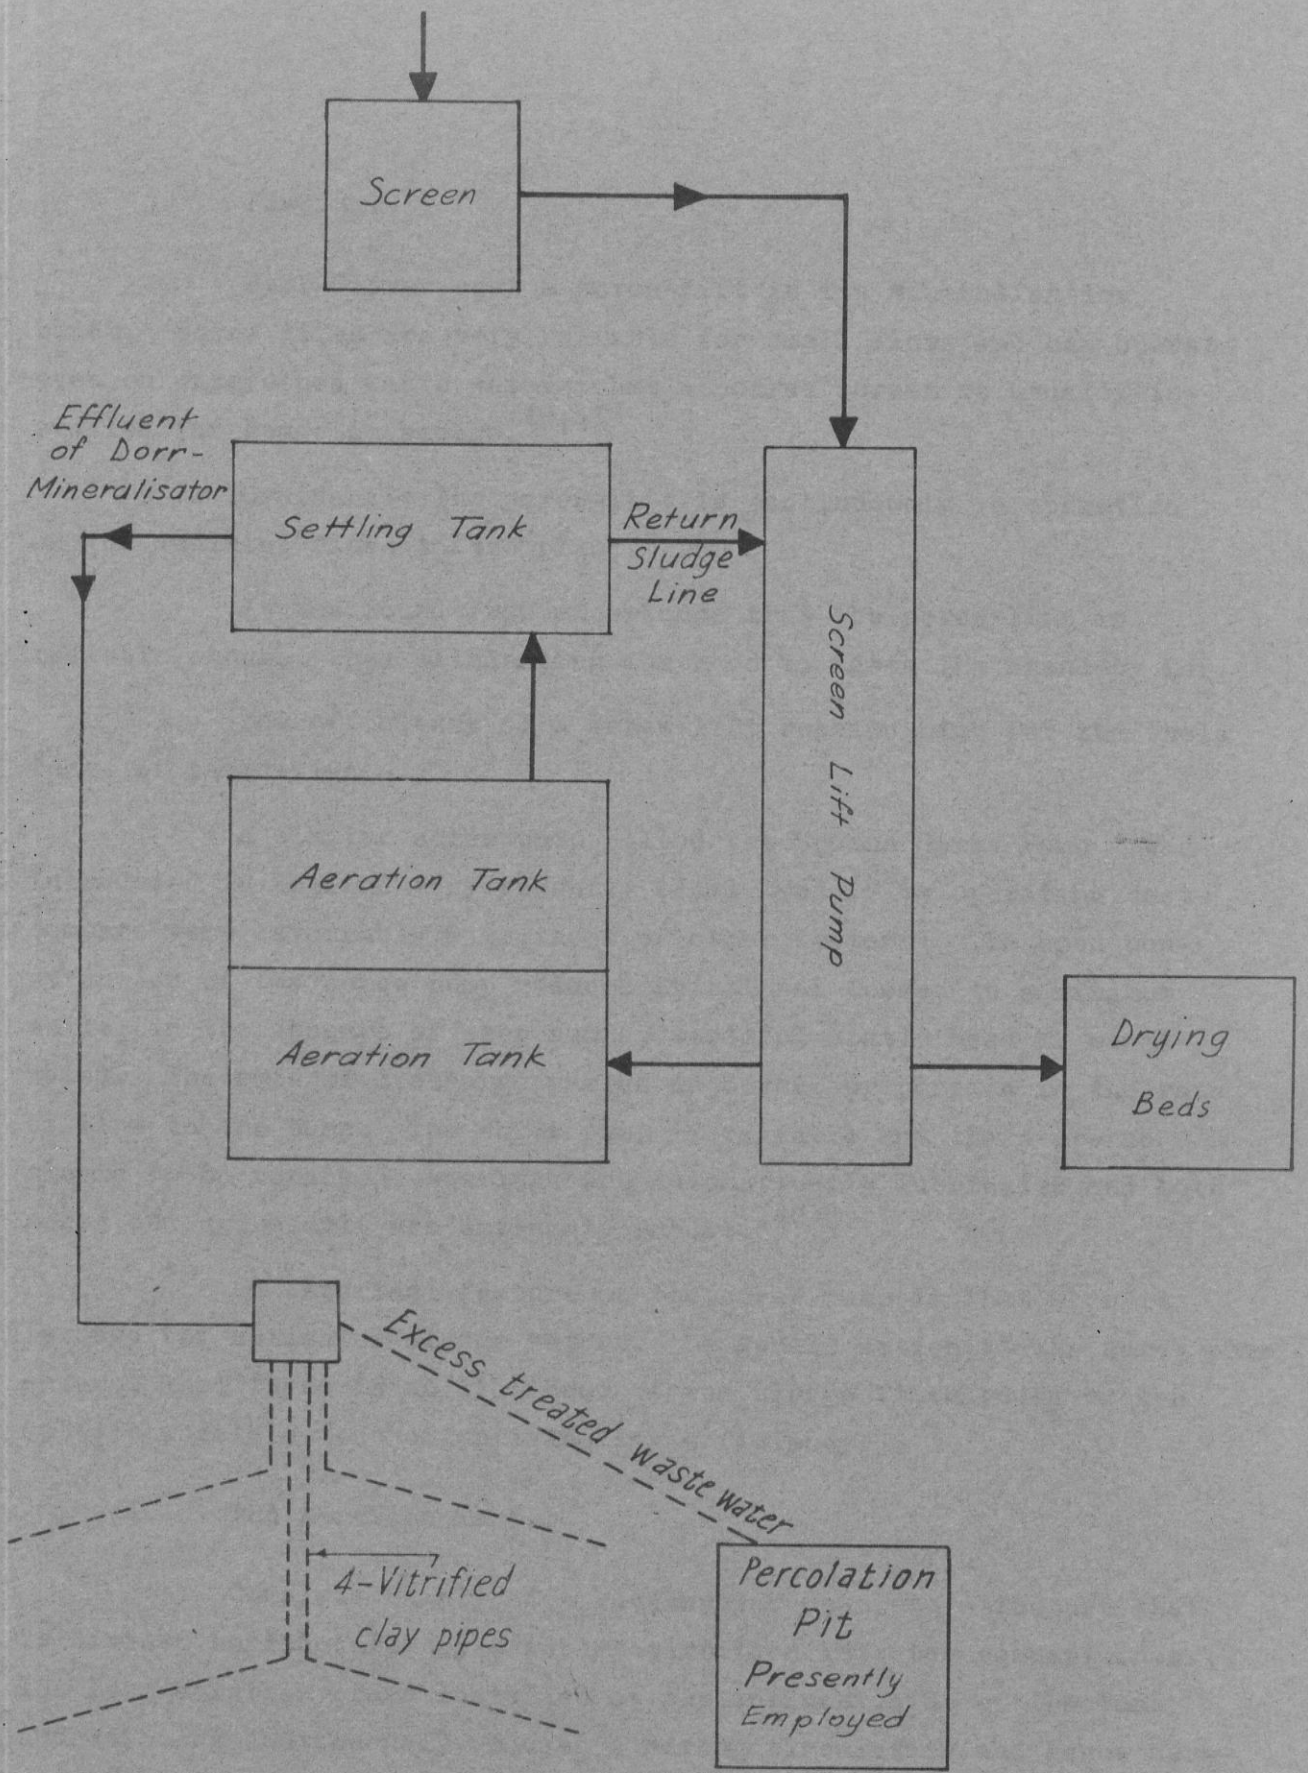 Screen
Effluent
of Dorr-
Mineralisator
Settling Tank
Return
Sludge
Line
Screen Lift Pump
Aeration Tank
Aeration Tank
Drying
Beds
Excess treated waste water
4-Vitrified
clay pipes
Percolation
Pit
Presently
Employed